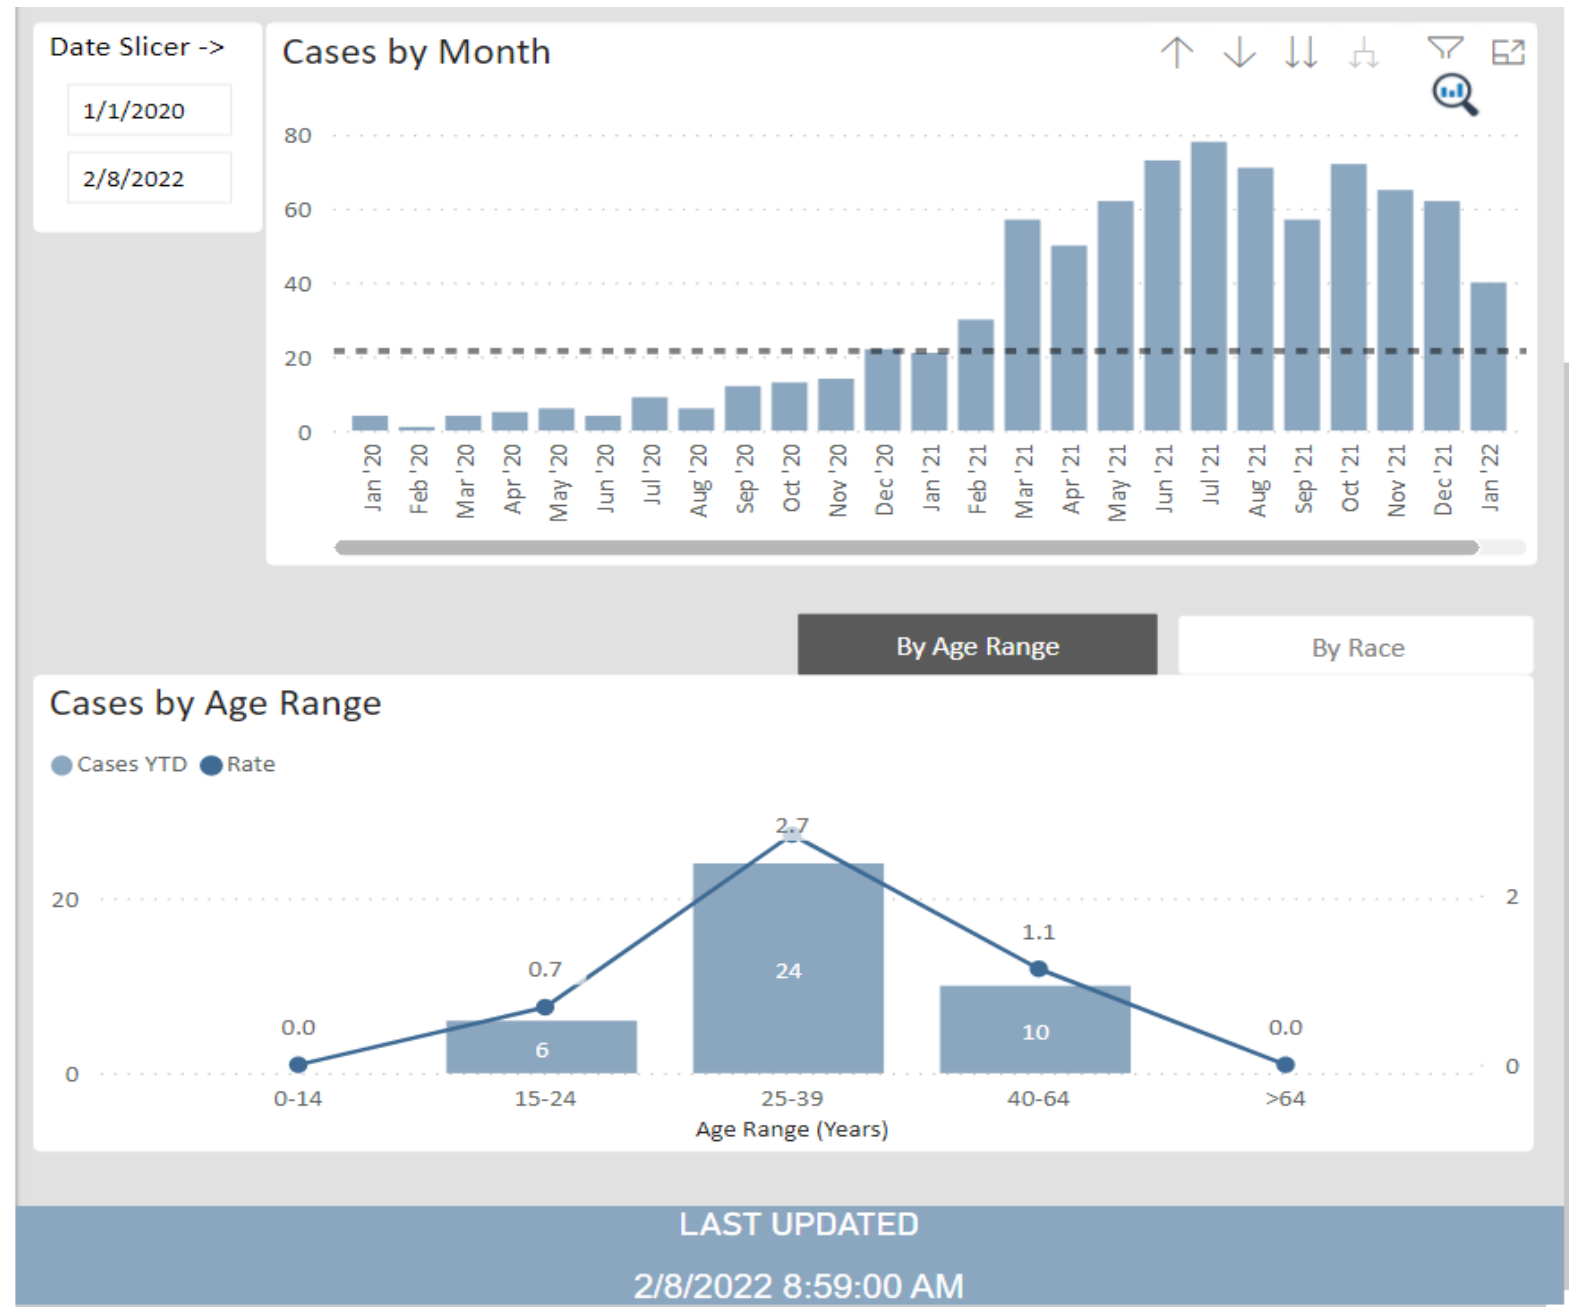 Date Slicer ->
1/1/2020
2/8/2022
Cases by Month
80
60
40
20
0
Jan '20
Feb '20
Mar '20
Apr '20
May '20
Jun '20
Jul '20
Aug '20
Sep '20
Oct '20
Nov '20
Dec '20
Jan '21
Feb '21
Mar '21
Apr '21
May '21
Jun '21
Jul '21
Aug '21
Sep '21
Oct '21
Nov '21
Dec '21
Jan '22
By Age Range
By Race
Cases by Age Range
Cases YTD Rate
2.7
20
2
1.1
0.7
24
0.0
0.0
10
6
0
0
0-14
15-24
25-39
40-64
>64
Age Range (Years)
LAST UPDATED
2/8/2022 8:59:00 AM